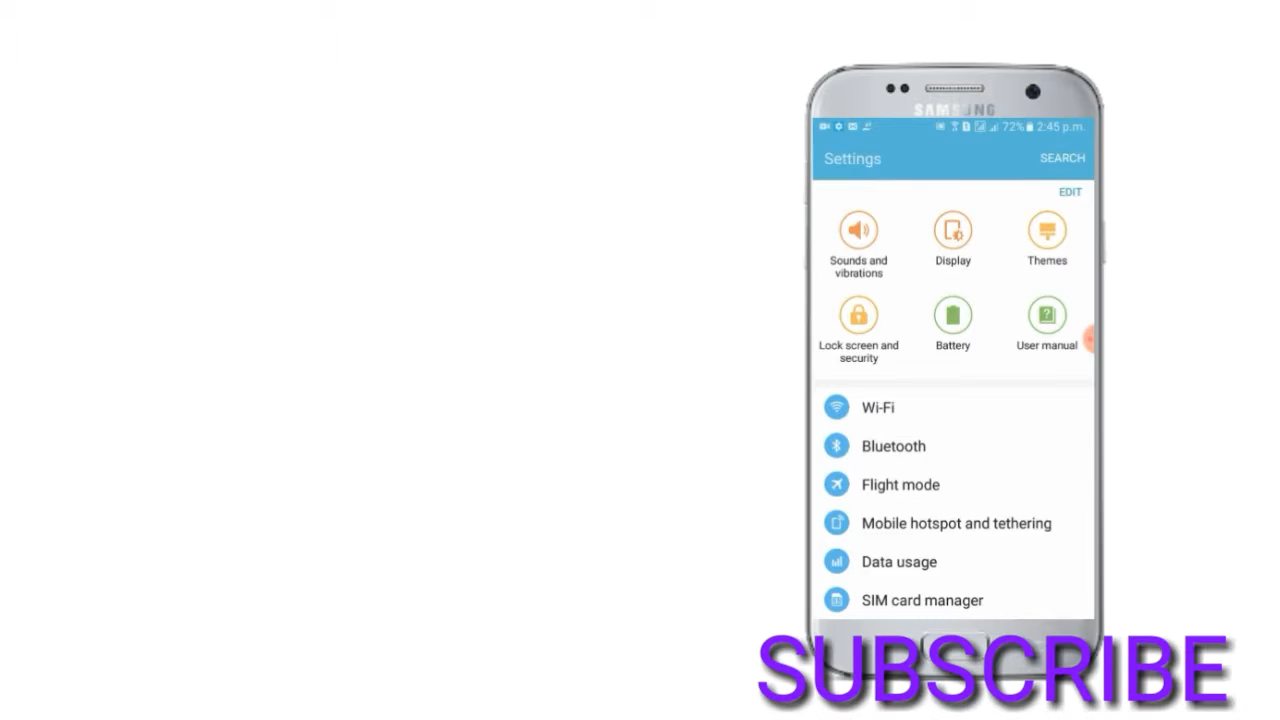 SAMSUNG
72% 2:45 p.m.
Settings
SEARCH
EDIT
Sounds and
vibrations
Display
Themes
Lock screen and
security
Battery
User manual
Wi-Fi
Bluetooth
Flight mode
Mobile hotspot and tethering
Data usage
SIM card manager
SUBSCRIBE